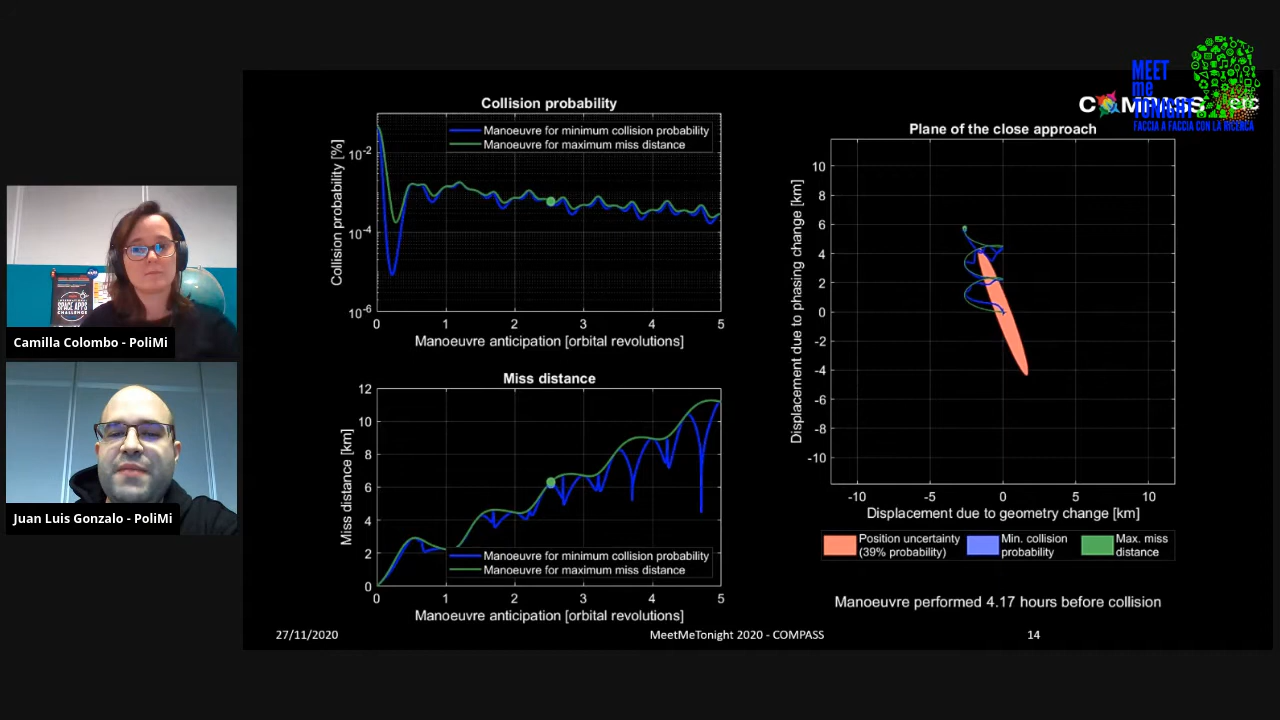 MEET
me
TONIGHT
FACCIA A FACCIA CON LA RICERCA
COMPASS
erc
Collision probability
Manoeuvre for minimum collision probability
Manoeuvre for maximum miss distance
Collision probability [%]
10-2
10-4
10-6
0 1 2 3 4 5
Manoeuvre anticipation [orbital revolutions]
Miss distance
Miss distance [km]
12
10
8
6
4
2
0
Manoeuvre for minimum collision probability
Manoeuvre for maximum miss distance
0 1 2 3 4 5
Manoeuvre anticipation [orbital revolutions]
Plane of the close approach
Displacement due to phasing change [km]
10
8
6
4
2
0
-2
-4
-6
-8
-10
-10 -5 0 5 10
Displacement due to geometry change [km]
Position uncertainty
(39% probability)
Min. collision
probability
Max. miss
distance
Manoeuvre performed 4.17 hours before collision
27/11/2020
MeetMeTonight 2020 - COMPASS
14
SPACE APPS
CHALLENGE
Camilla Colombo - PoliMi
Juan Luis Gonzalo - PoliMi